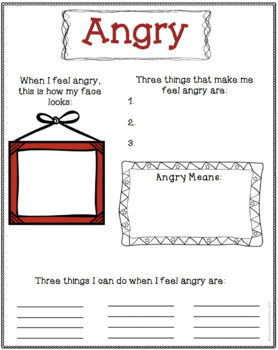 Angry
When I feel angry,
this is how my face
looks:
Three things that make me
feel angry are:
1.
2.
3.
Angry Means:
Three things I can do when I feel angry are: